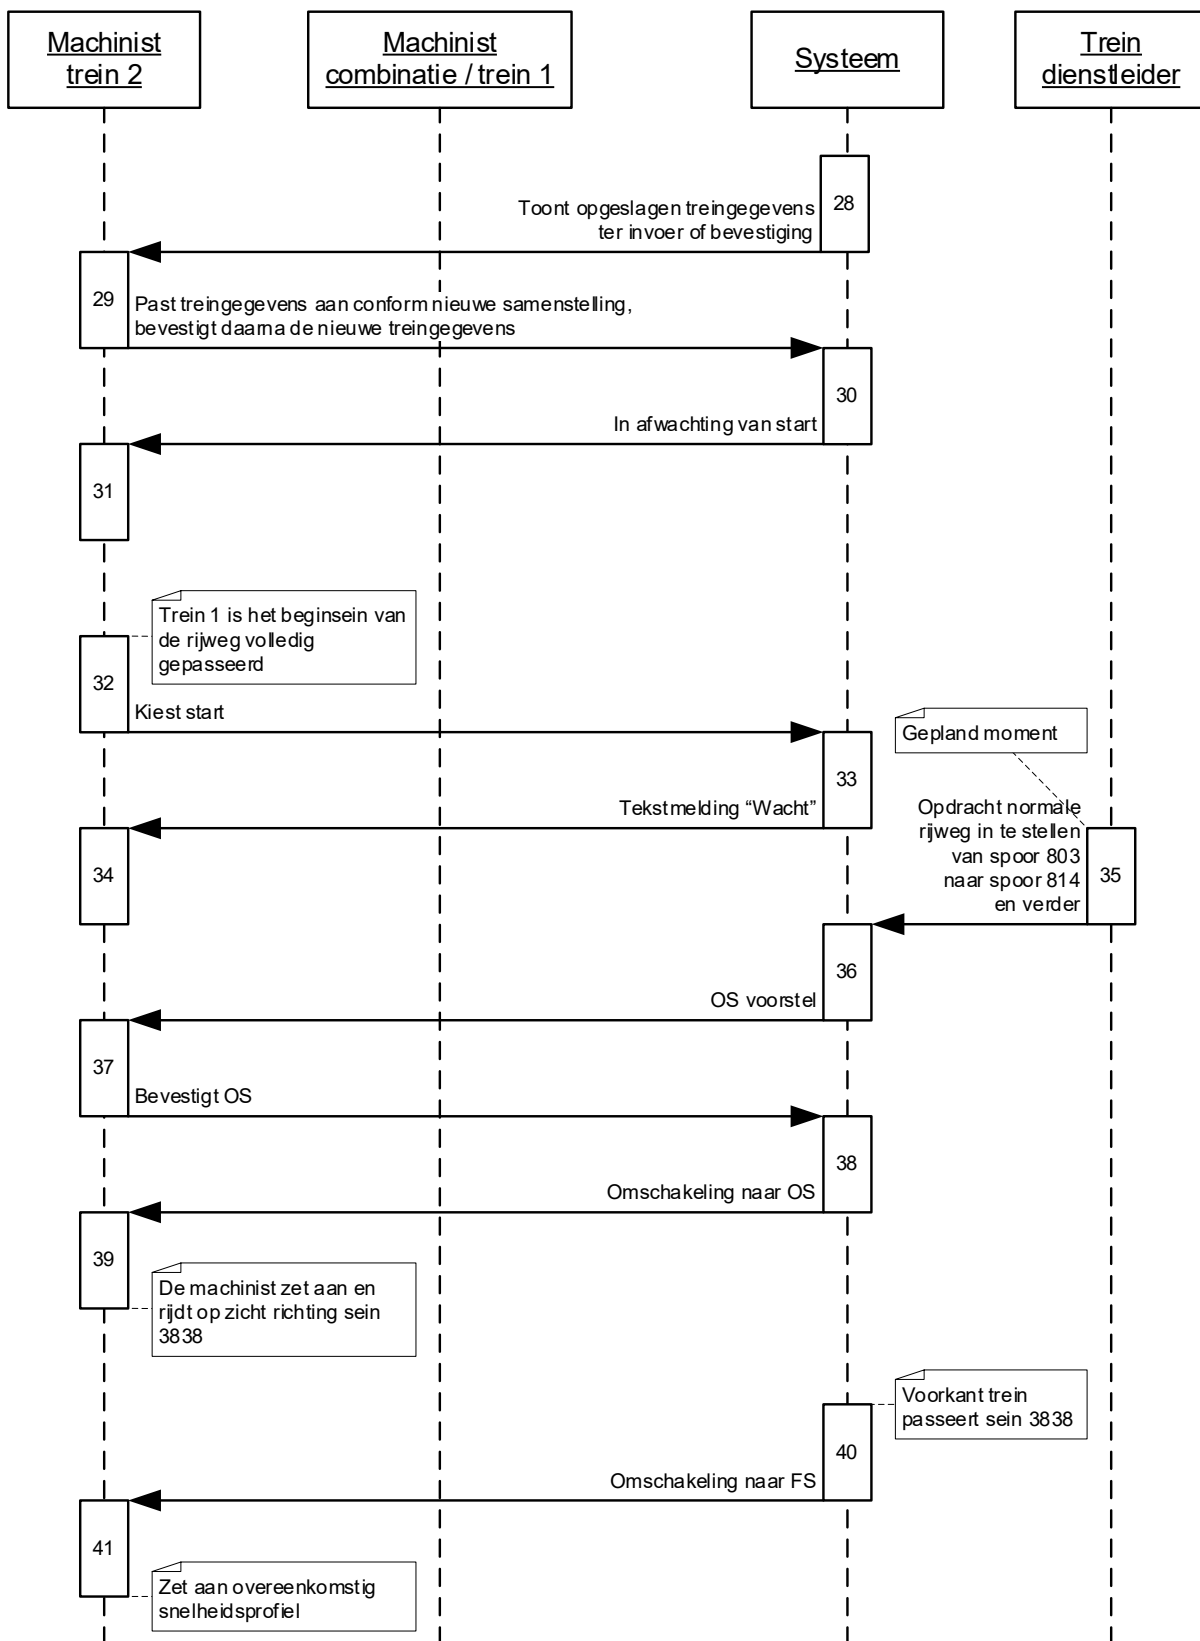 Machinist
trein 2
Machinist
combinatie / trein 1
Systeem
Trein
dienstleider
28
Toont opgeslagen treingegevens
ter invoer of bevestiging
29
Past treingegevens aan conform nieuwe samenstelling,
bevestigt daarna de nieuwe treingegevens
30
In afwachting van start
31
Trein 1 is het beginsein van
de rijweg volledig
gepasseerd
32
Kiest start
Gepland moment
33
Tekstmelding “Wacht”
Opdracht normale
rijweg in te stellen
van spoor 803
naar spoor 814
en verder
34
35
36
OS voorstel
37
Bevestigt OS
38
Omschakeling naar OS
39
De machinist zet aan en
rijdt op zicht richting sein
3838
Voorkant trein
passeert sein 3838
40
Omschakeling naar FS
41
Zet aan overeenkomstig
snelheidsprofiel